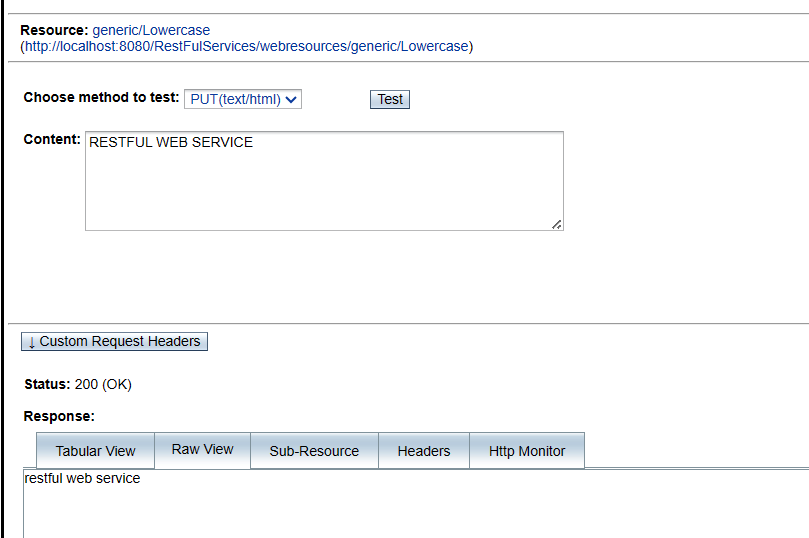 Resource: generic/Lowercase
(http://localhost:8080/RestFulServices/webresources/generic/Lowercase)
Choose method to test: PUT(text/html) Test
Content: RESTFUL WEB SERVICE
↓ Custom Request Headers
Status: 200 (OK)
Response:
Tabular View Raw View Sub-Resource Headers Http Monitor
restful web service